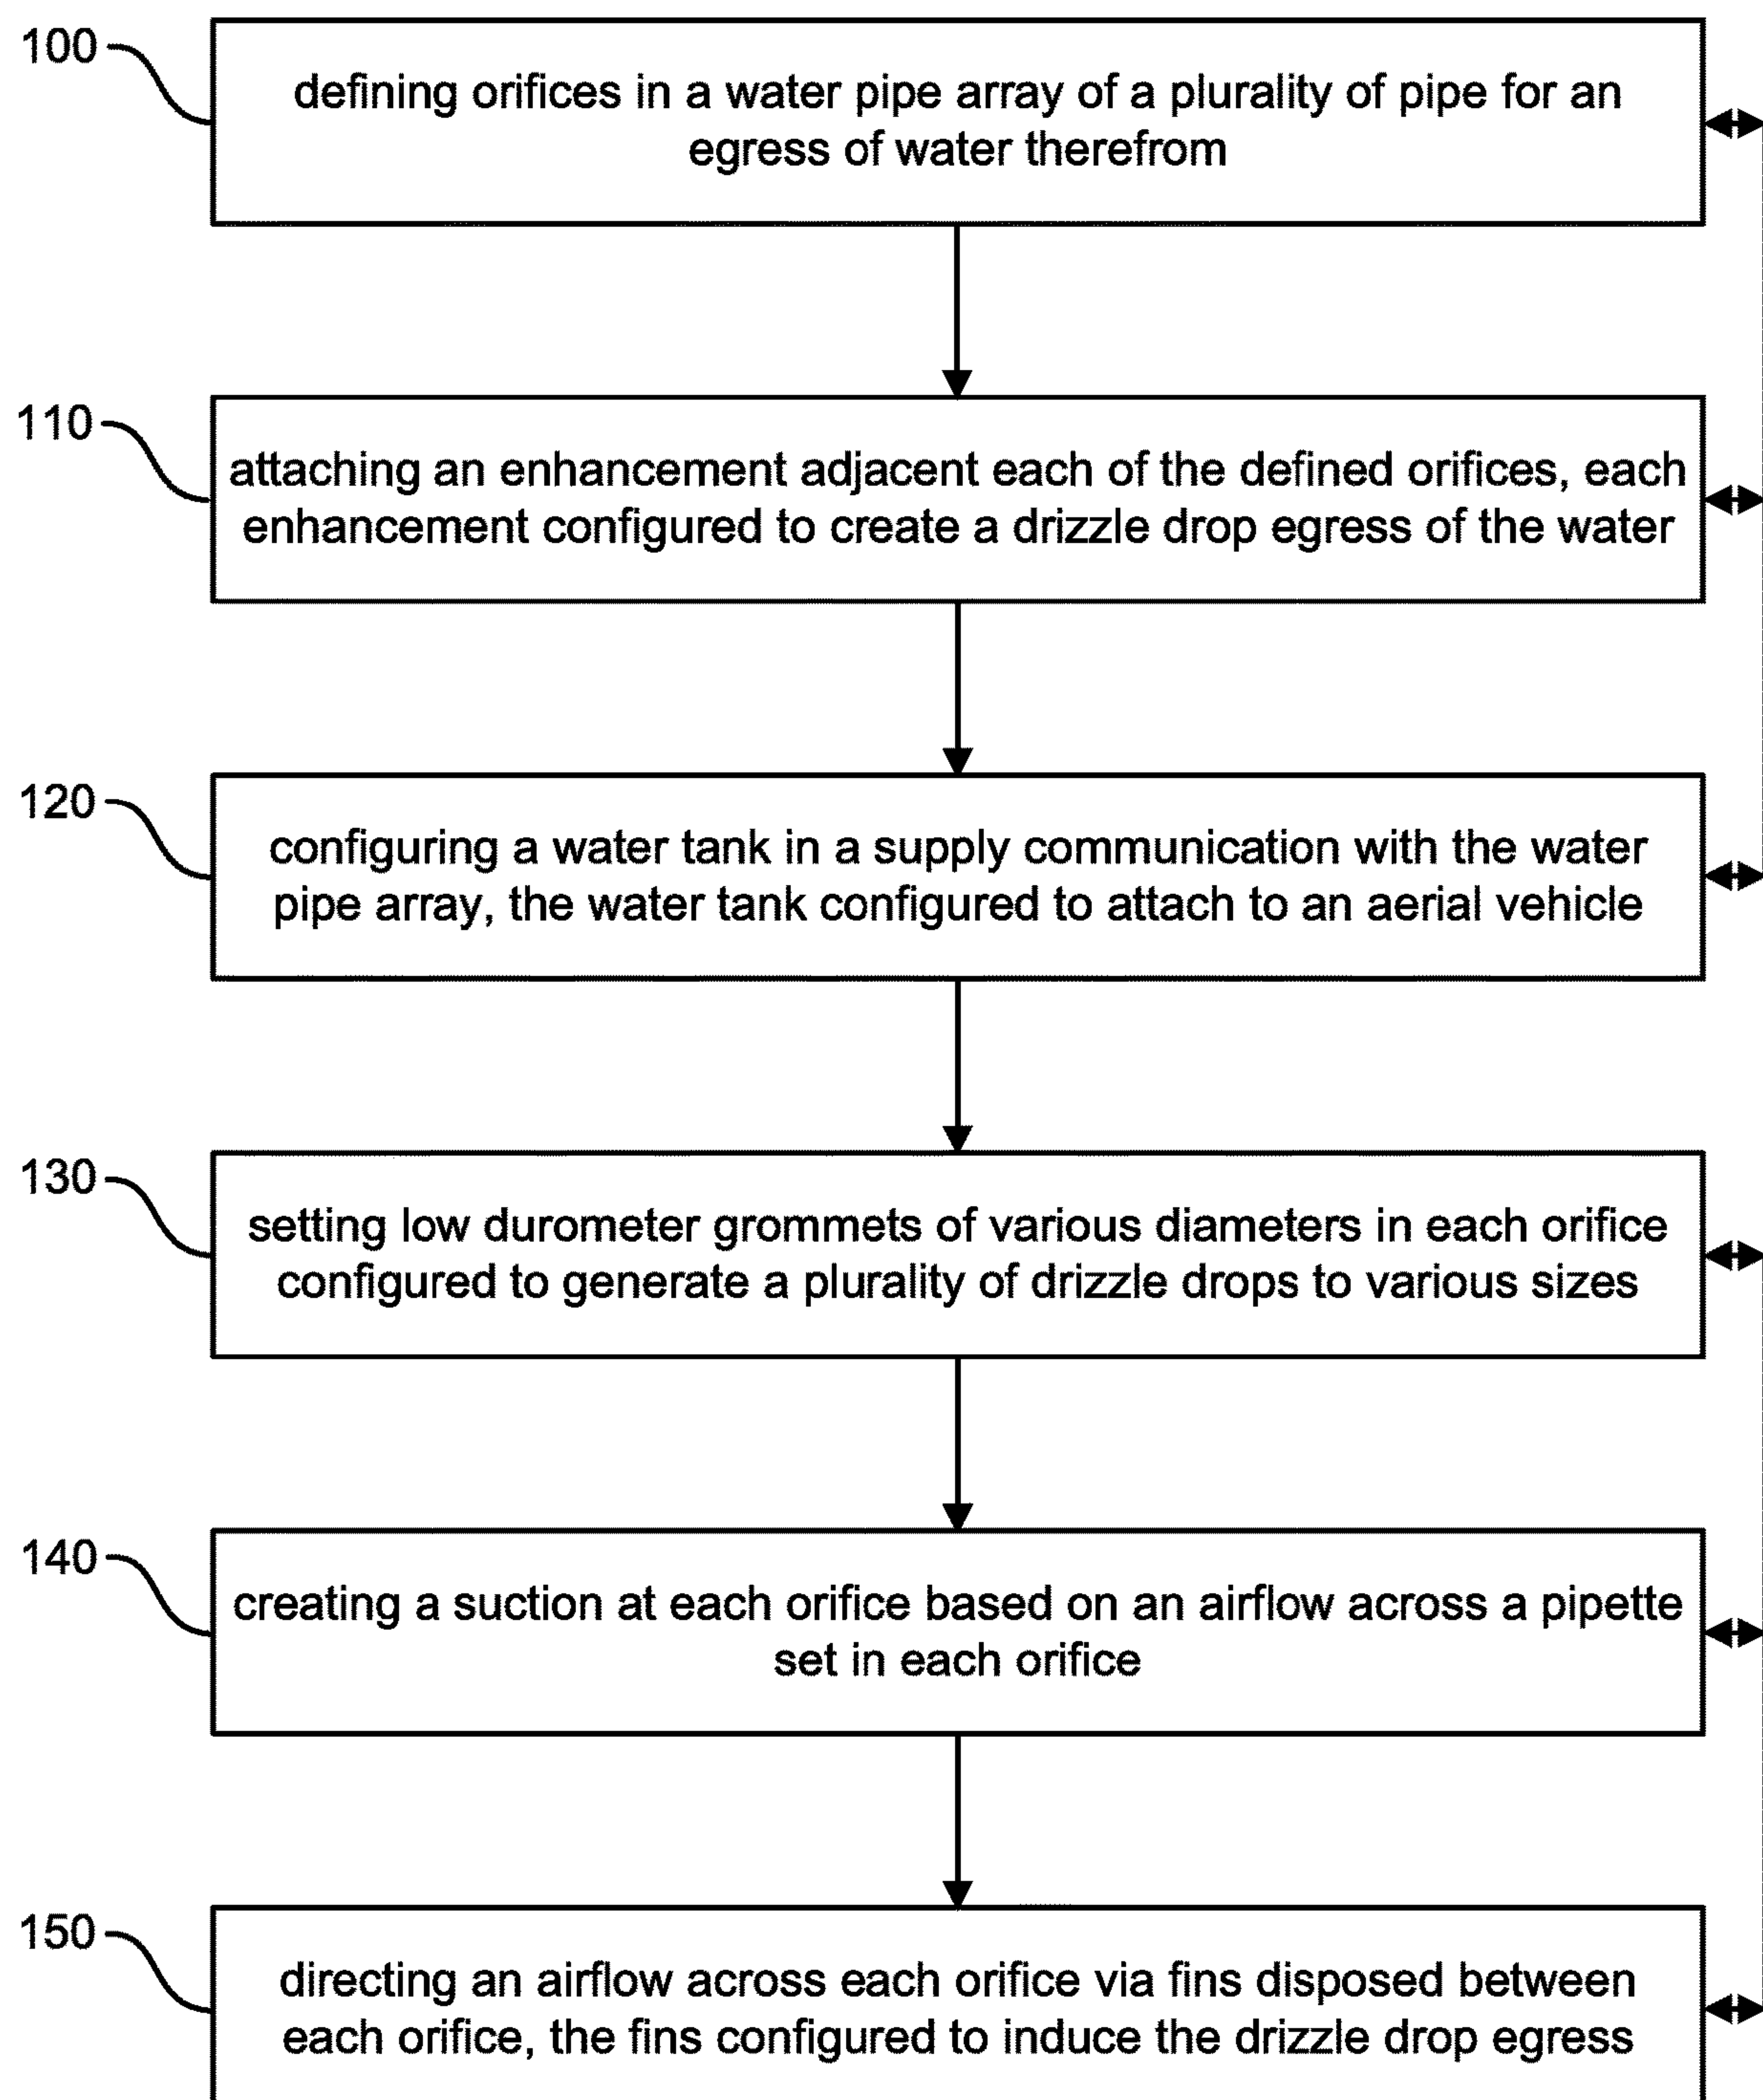 100
defining orifices in a water pipe array of a plurality of pipe for an
egress of water therefrom
110
attaching an enhancement adjacent each of the defined orifices, each
enhancement configured to create a drizzle drop egress of the water
120
configuring a water tank in a supply communication with the water
pipe array, the water tank configured to attach to an aerial vehicle
130
setting low durometer grommets of various diameters in each orifice
configured to generate a plurality of drizzle drops to various sizes
140
creating a suction at each orifice based on an airflow across a pipette
set in each orifice
150
directing an airflow across each orifice via fins disposed between
each orifice, the fins configured to induce the drizzle drop egress